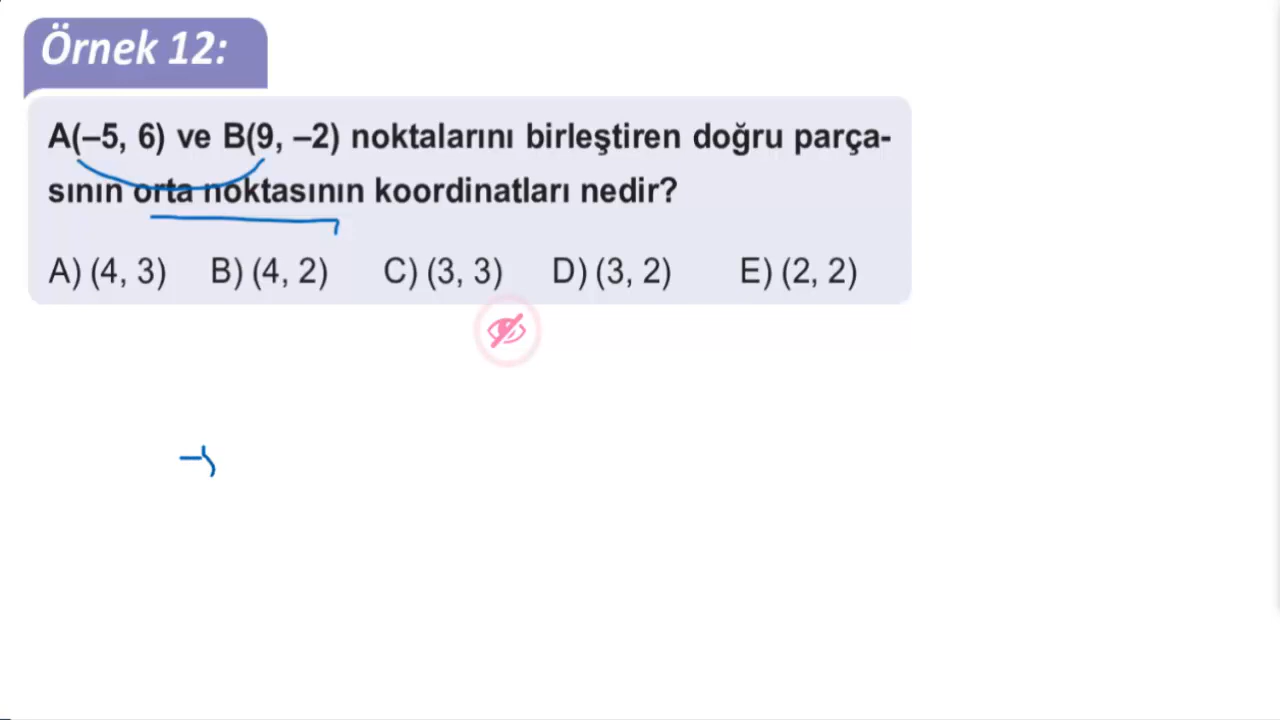 Örnek 12:
A(–5, 6) ve B(9, –2) noktalarını birleştiren doğru parça-
sının orta noktasının koordinatları nedir?
A) (4, 3) B) (4, 2) C) (3, 3) D) (3, 2) E) (2, 2)